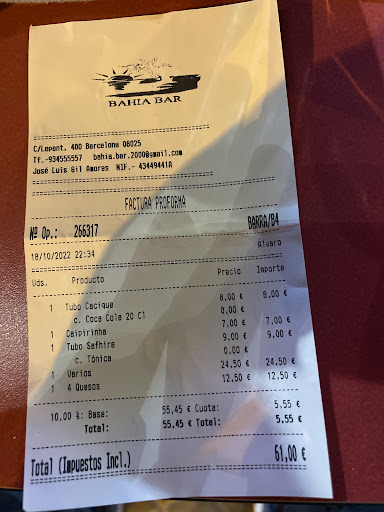 BAHIA BAR
C/Lepant. 400 Barcelona 08025
Tf.-934555557 bahia.bar.2000@gmail.com
José Luis Gil Amores NIF.- 43449441A
FACTURA PROFORMA
Nº Op.: 266317 BARRA/B4
18/10/2022 22:34 Alvaro
Uds. Producto Precio Importe
1 Tubo Cacique 8,00 € 8,00 €
c. Coca Cola 20 Cl 0,00 €
1 Caipirinha 7,00 € 7,00 €
1 Tubo Safhire 9,00 € 9,00 €
c. Tónica 0,00 €
1 Varios 24,50 € 24,50 €
1 4 Quesos 12,50 € 12,50 €
10,00 %: Base: 55,45 € Cuota: 5,55 €
Total: 55,45 € Total: 5,55 €
Total (Impuestos Incl.) 61,00 €